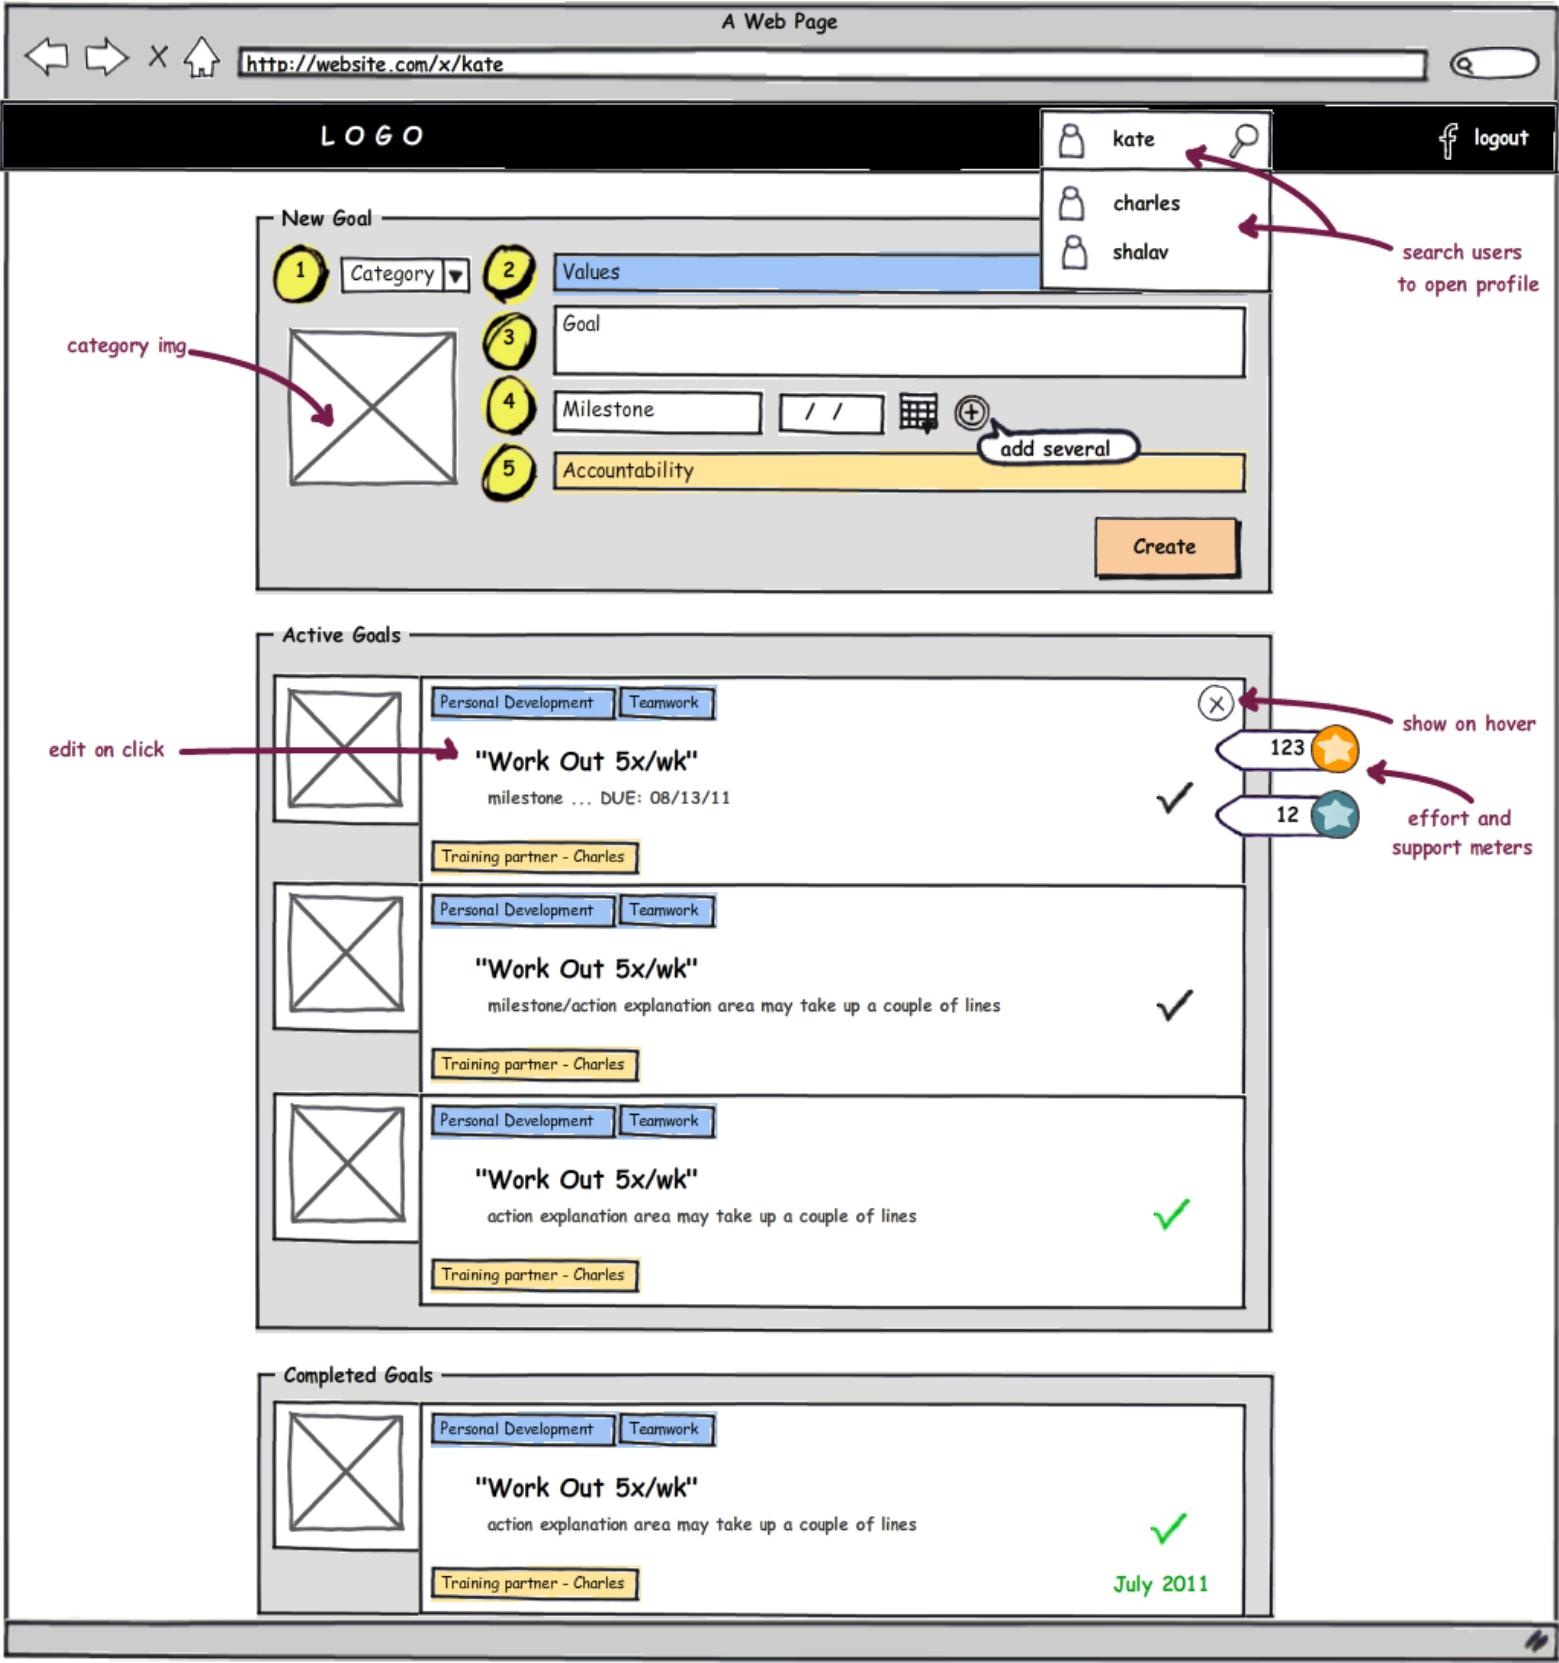 A Web Page
http://website.com/x/kate
LOGO
kate
logout
charles
shalav
search users
to open profile
New Goal
1
Category
2
Values
3
Goal
category img
4
Milestone
/ /
add several
5
Accountability
Create
Active Goals
Personal Development
Teamwork
show on hover
edit on click
"Work Out 5x/wk"
123
milestone ... DUE: 08/13/11
12
effort and
support meters
Training partner - Charles
Personal Development
Teamwork
"Work Out 5x/wk"
milestone/action explanation area may take up a couple of lines
Training partner - Charles
Personal Development
Teamwork
"Work Out 5x/wk"
action explanation area may take up a couple of lines
Training partner - Charles
Completed Goals
Personal Development
Teamwork
"Work Out 5x/wk"
action explanation area may take up a couple of lines
Training partner - Charles
July 2011